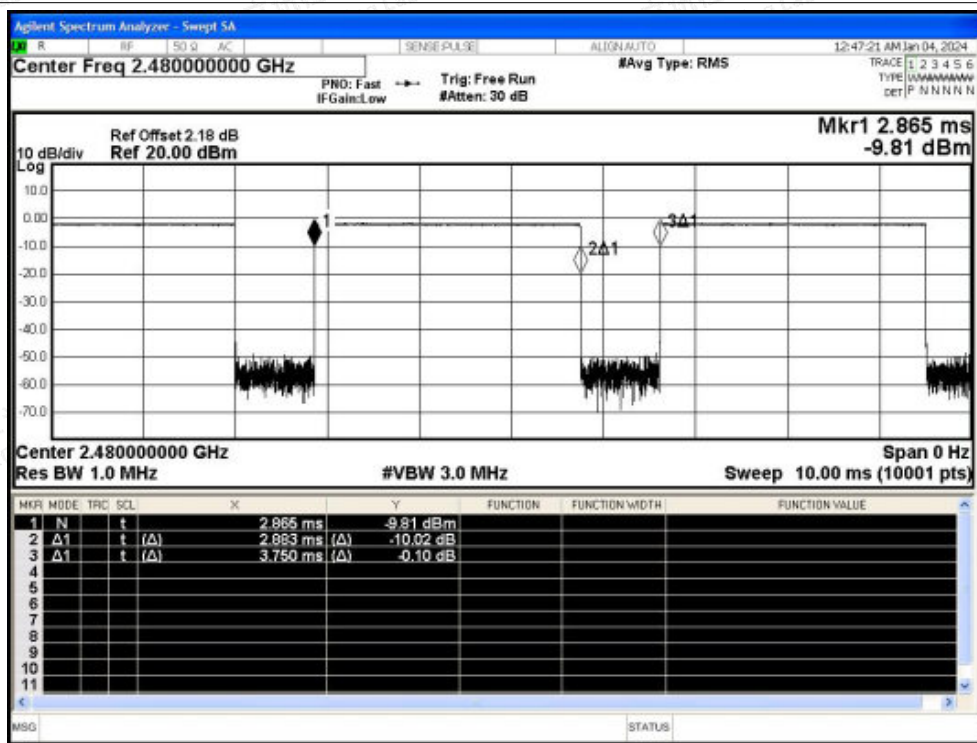 Agilent Spectrum Analyzer - Swept SA
R RF 50 Ω AC SENSE:PULSE ALIGNAUTO 12:47:21 AM Jan 04, 2024
Center Freq 2.480000000 GHz #Avg Type: RMS TRACE 1 2 3 4 5 6
PNO: Fast Trig: Free Run TYPE
IFGain:Low #Atten: 30 dB DET P N N N N N
Mkr1 2.865 ms
-9.81 dBm
Ref Offset 2.18 dB
10 dB/div Ref 20.00 dBm
Log
10.0
0.00
-10.0
-20.0
-30.0
-40.0
-50.0
-60.0
-70.0
1
2Δ1
3Δ1
Center 2.480000000 GHz Span 0 Hz
Res BW 1.0 MHz #VBW 3.0 MHz Sweep 10.00 ms (10001 pts)
MKR MODE TRC SCL X Y FUNCTION FUNCTION WIDTH FUNCTION VALUE
1 N t 2.865 ms -9.81 dBm
2 Δ1 t (Δ) 2.883 ms (Δ) -10.02 dB
3 Δ1 t (Δ) 3.750 ms (Δ) -0.10 dB
4
5
6
7
8
9
10
11
MSG STATUS